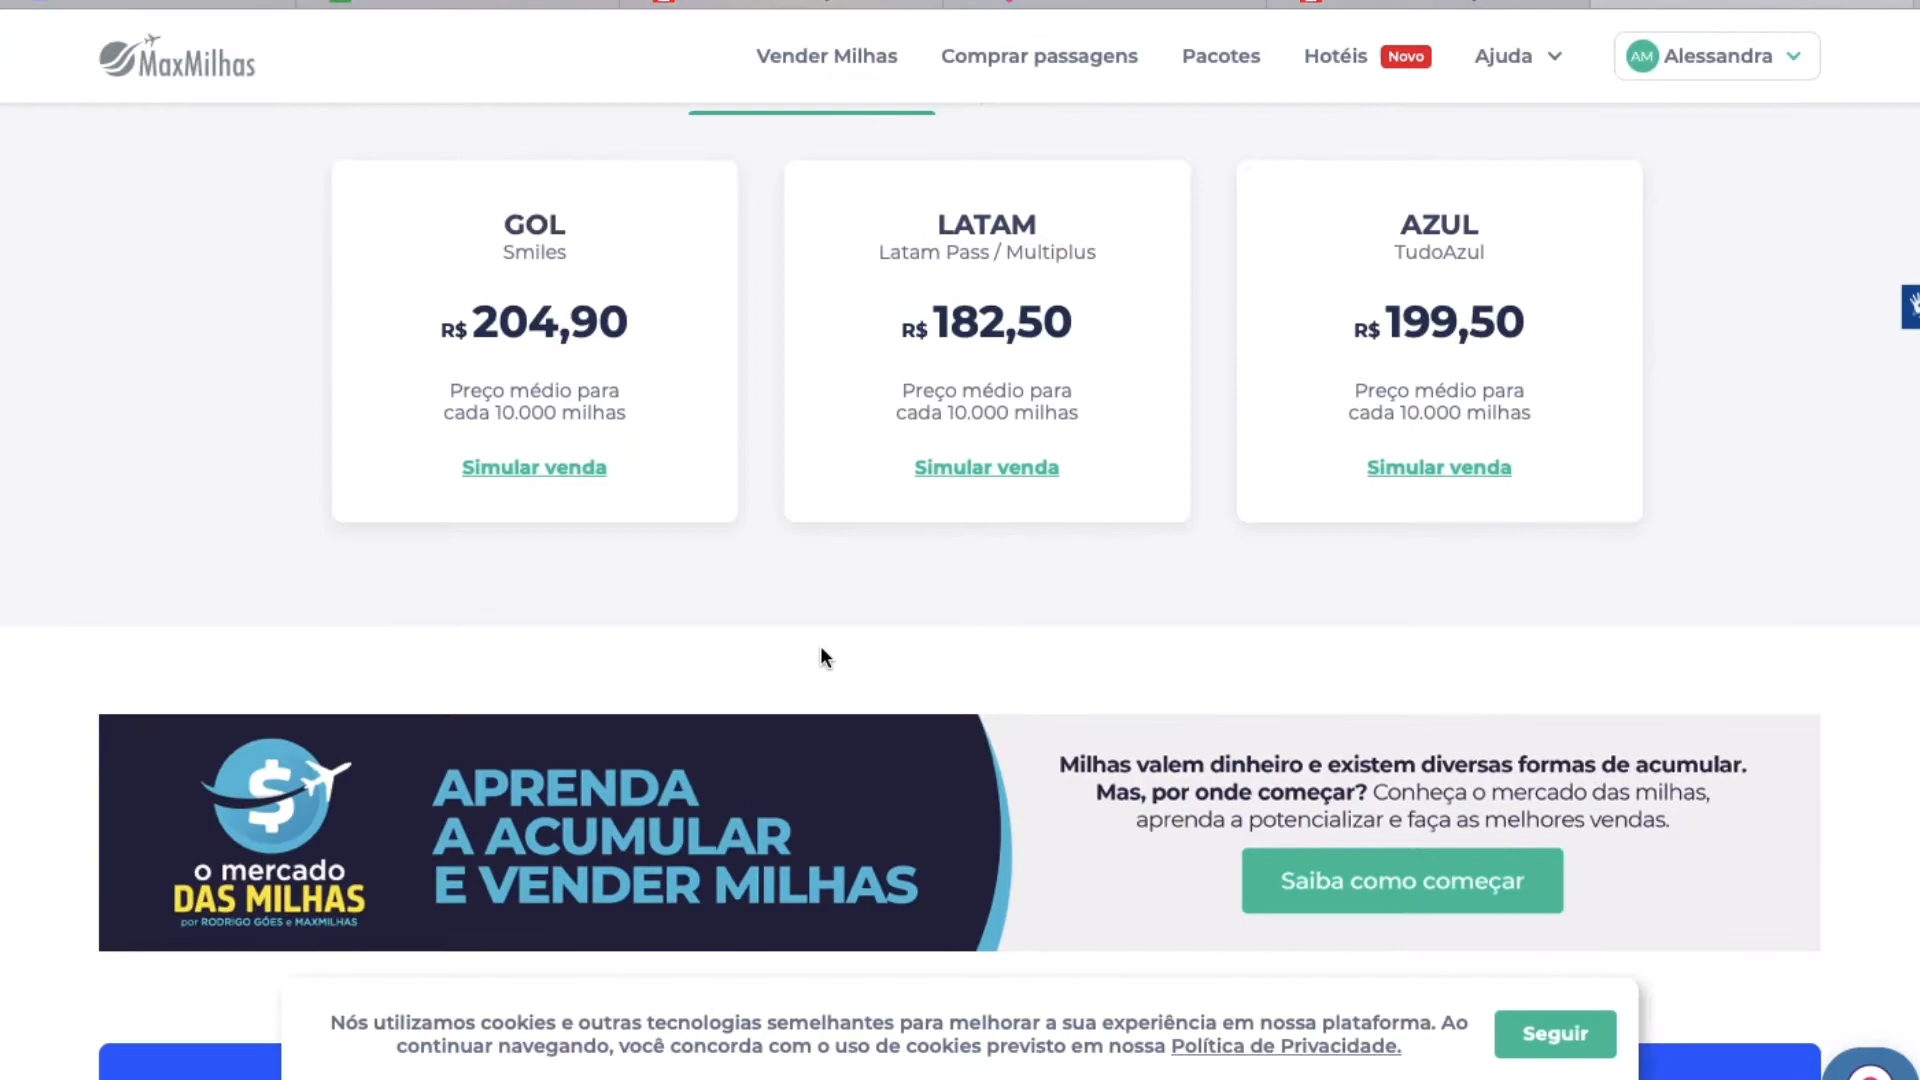 MaxMilhas
Vender Milhas
Comprar passagens
Pacotes
Hotéis
Novo
Ajuda
AM
Alessandra
GOL
Smiles
R$ 204,90
Preço médio para
cada 10.000 milhas
Simular venda
LATAM
Latam Pass / Multiplus
R$ 182,50
Preço médio para
cada 10.000 milhas
Simular venda
AZUL
TudoAzul
R$ 199,50
Preço médio para
cada 10.000 milhas
Simular venda
$
o mercado
DAS MILHAS
por RODRIGO GÓES e MAXMILHAS
APRENDA
A ACUMULAR
E VENDER MILHAS
Milhas valem dinheiro e existem diversas formas de acumular.
Mas, por onde começar? Conheça o mercado das milhas,
aprenda a potencializar e faça as melhores vendas.
Saiba como começar
Nós utilizamos cookies e outras tecnologias semelhantes para melhorar a sua experiência em nossa plataforma. Ao
continuar navegando, você concorda com o uso de cookies previsto em nossa Política de Privacidade.
Seguir